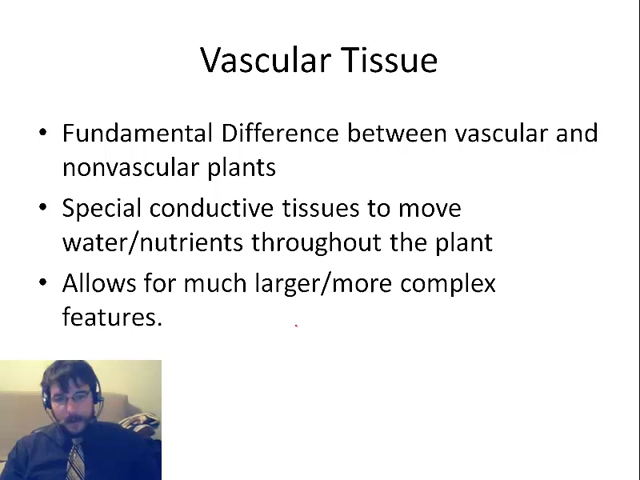 Vascular Tissue
• Fundamental Difference between vascular and
nonvascular plants
• Special conductive tissues to move
water/nutrients throughout the plant
• Allows for much larger/more complex
features.